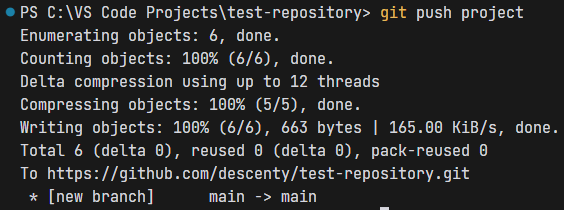 PS C:\VS Code Projects\test-repository> git push project
Enumerating objects: 6, done.
Counting objects: 100% (6/6), done.
Delta compression using up to 12 threads
Compressing objects: 100% (5/5), done.
Writing objects: 100% (6/6), 663 bytes | 165.00 KiB/s, done.
Total 6 (delta 0), reused 0 (delta 0), pack-reused 0
To https://github.com/descenty/test-repository.git
 * [new branch]      main -> main